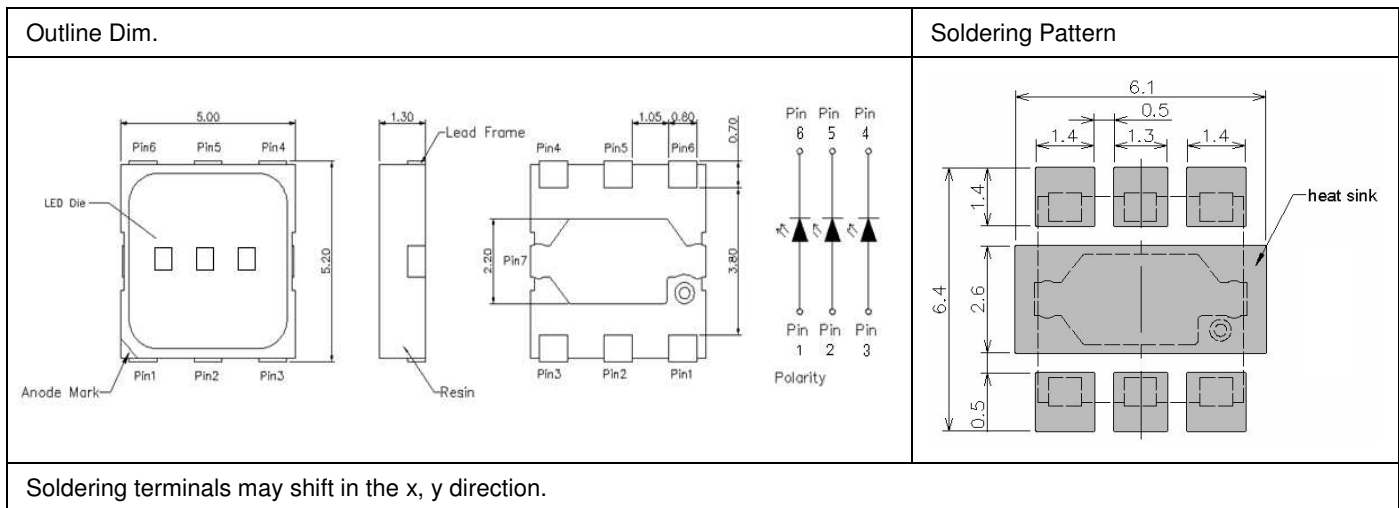 Outline Dim.
Soldering Pattern
5.00
Pin6 Pin5 Pin4
LED Die
5.20
Pin1 Pin2 Pin3
Anode Mark
1.30
Lead Frame
Resin
1.05 0.80
0.70
Pin4 Pin5 Pin6
2.20
Pin7
3.80
Pin3 Pin2 Pin1
Pin Pin Pin
6 5 4
Pin Pin Pin
1 2 3
Polarity
6.1
0.5
1.4 1.3 1.4
1.4
heat sink
6.4
2.6
0.5
Soldering terminals may shift in the x, y direction.